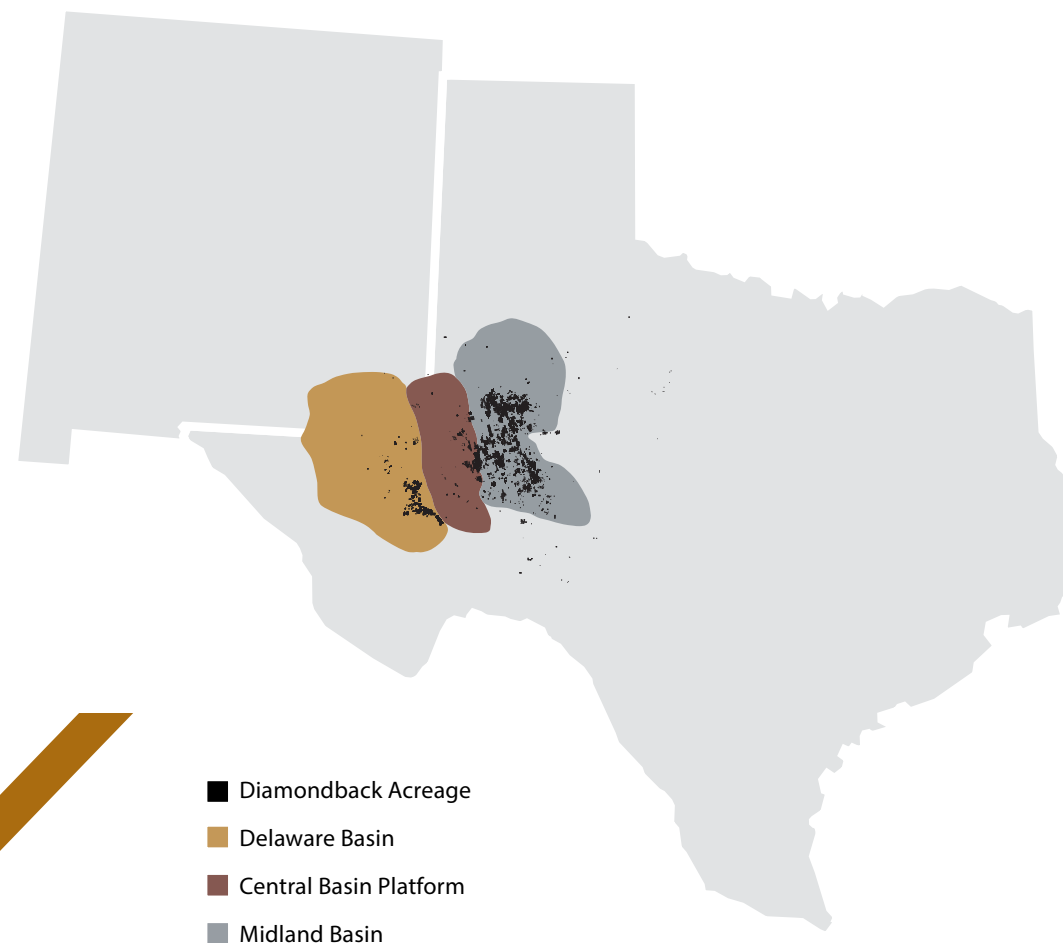 Diamondback Acreage
Delaware Basin
Central Basin Platform
Midland Basin